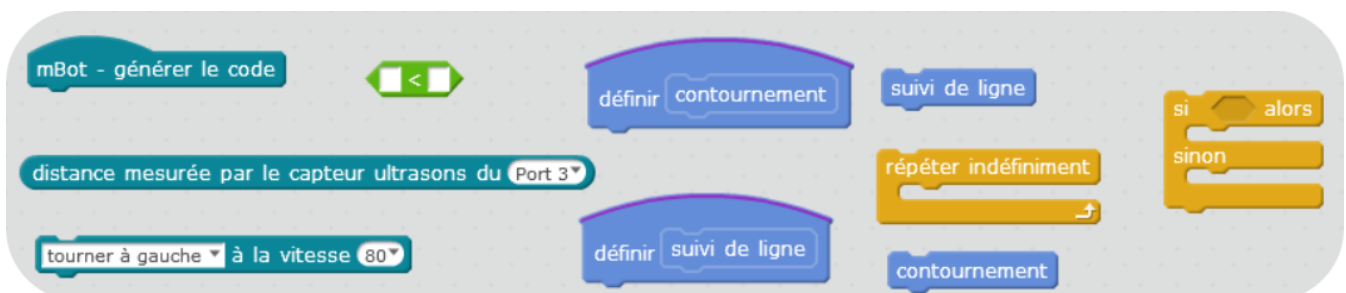 mBot - générer le code
<
définir contournement
suivi de ligne
si alors
sinon
distance mesurée par le capteur ultrasons du Port 3
répéter indéfiniment
tourner à gauche à la vitesse 80
définir suivi de ligne
contournement